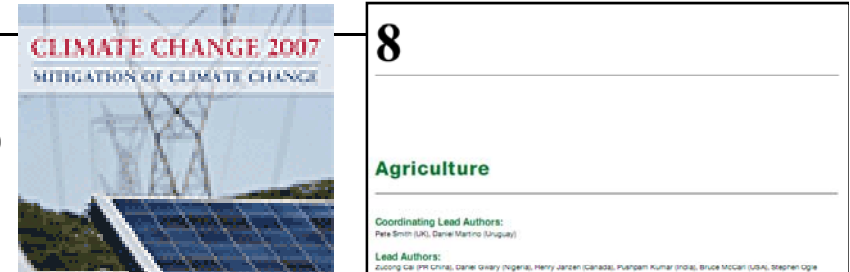 CLIMATE CHANGE 2007
MITIGATION OF CLIMATE CHANGE
8
Agriculture
Coordinating Lead Authors:
Pete Smith (UK), Daniel Martino (Uruguay)
Lead Authors:
Zucong Cai (PR China), Daniel Gwary (Nigeria), Henry Janzen (Canada), Pushpam Kumar (India), Bruce McCarl (USA), Stephen Ogle